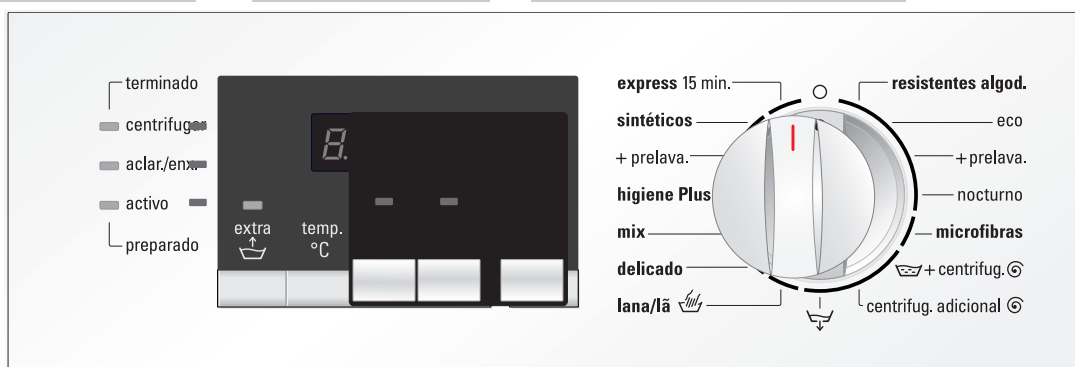 terminado
centrifugar
aclar./enx.
activo
preparado
8.
extra
temp.
°C
express 15 min.
sintéticos
+ prelava.
higiene Plus
mix
delicado
lana/lã
resistentes algod.
eco
+ prelava.
nocturno
microfibras
+ centrifug.
centrifug. adicional